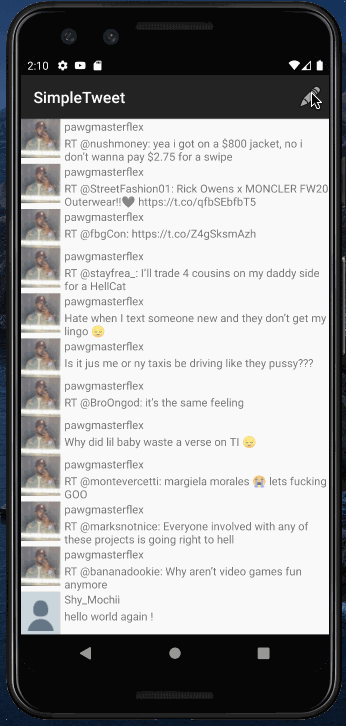 2:10
SimpleTweet
pawgmasterflex
RT @nushmoney: yea i got on a $800 jacket, no i
don't wanna pay $2.75 for a swipe
pawgmasterflex
RT @StreetFashion01: Rick Owens x MONCLER FW20
Outerwear!!🖤 https://t.co/qfbSEbfbT5
pawgmasterflex
RT @fbgCon: https://t.co/Z4gSksmAzh
pawgmasterflex
RT @stayfrea_: I'll trade 4 cousins on my daddy side
for a HellCat
pawgmasterflex
Hate when I text someone new and they don't get my
lingo 😞
pawgmasterflex
Is it jus me or ny taxis be driving like they pussy???
pawgmasterflex
RT @BroOngod: it's the same feeling
pawgmasterflex
Why did lil baby waste a verse on TI 😞
pawgmasterflex
RT @montevercetti: margiela morales 😭 lets fucking
GOO
pawgmasterflex
RT @marksnotnice: Everyone involved with any of
these projects is going right to hell
pawgmasterflex
RT @bananadookie: Why aren't video games fun
anymore
Shy_Mochii
hello world again !